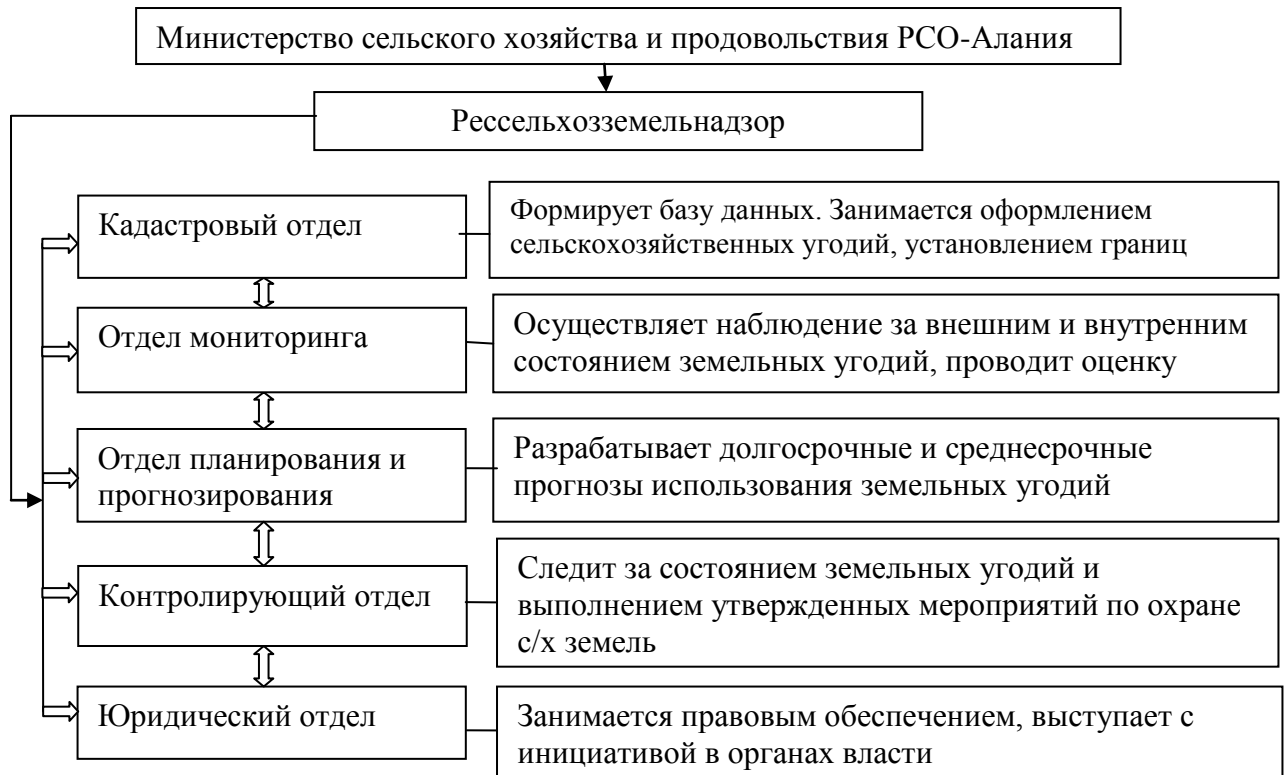 Министерство сельского хозяйства и продовольствия РСО-Алания
Рессельхозземельнадзор
Кадастровый отдел
Формирует базу данных. Занимается оформлением
сельскохозяйственных угодий, установлением границ
Отдел мониторинга
Осуществляет наблюдение за внешним и внутренним
состоянием земельных угодий, проводит оценку
Отдел планирования и
прогнозирования
Разрабатывает долгосрочные и среднесрочные
прогнозы использования земельных угодий
Контролирующий отдел
Следит за состоянием земельных угодий и
выполнением утвержденных мероприятий по охране
с/х земель
Юридический отдел
Занимается правовым обеспечением, выступает с
инициативой в органах власти